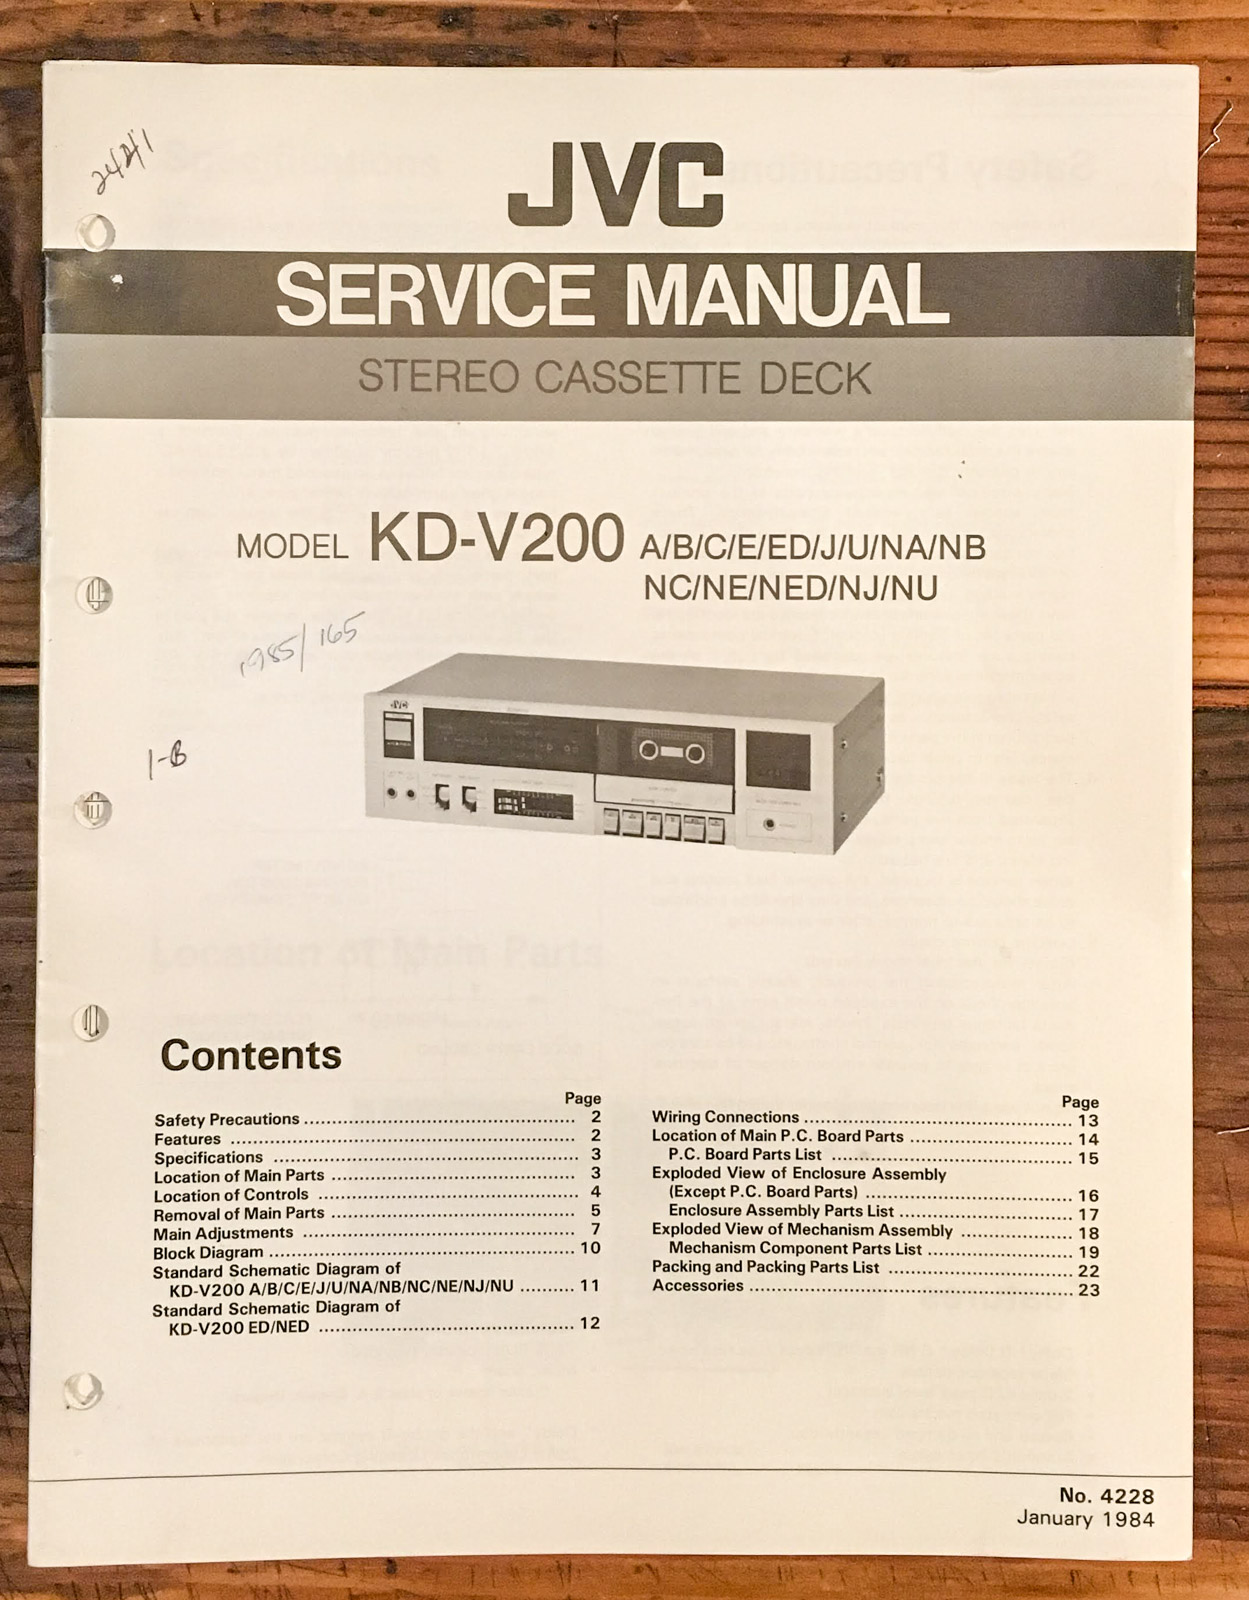 24241
JVC
SERVICE MANUAL
STEREO CASSETTE DECK
MODEL KD-V200 A/B/C/E/ED/J/U/NA/NB
NC/NE/NED/NJ/NU
1985/165
JVC
1-B
Contents
Page
Safety Precautions ........ 2
Features ........ 2
Specifications ........ 3
Location of Main Parts ........ 3
Location of Controls ........ 4
Removal of Main Parts ........ 5
Main Adjustments ........ 7
Block Diagram ........ 10
Standard Schematic Diagram of
KD-V200 A/B/C/E/J/U/NA/NB/NC/NE/NJ/NU ........ 11
Standard Schematic Diagram of
KD-V200 ED/NED ........ 12
Page
Wiring Connections ........ 13
Location of Main P.C. Board Parts ........ 14
P.C. Board Parts List ........ 15
Exploded View of Enclosure Assembly
(Except P.C. Board Parts) ........ 16
Enclosure Assembly Parts List ........ 17
Exploded View of Mechanism Assembly ........ 18
Mechanism Component Parts List ........ 19
Packing and Packing Parts List ........ 22
Accessories ........ 23
No. 4228
January 1984